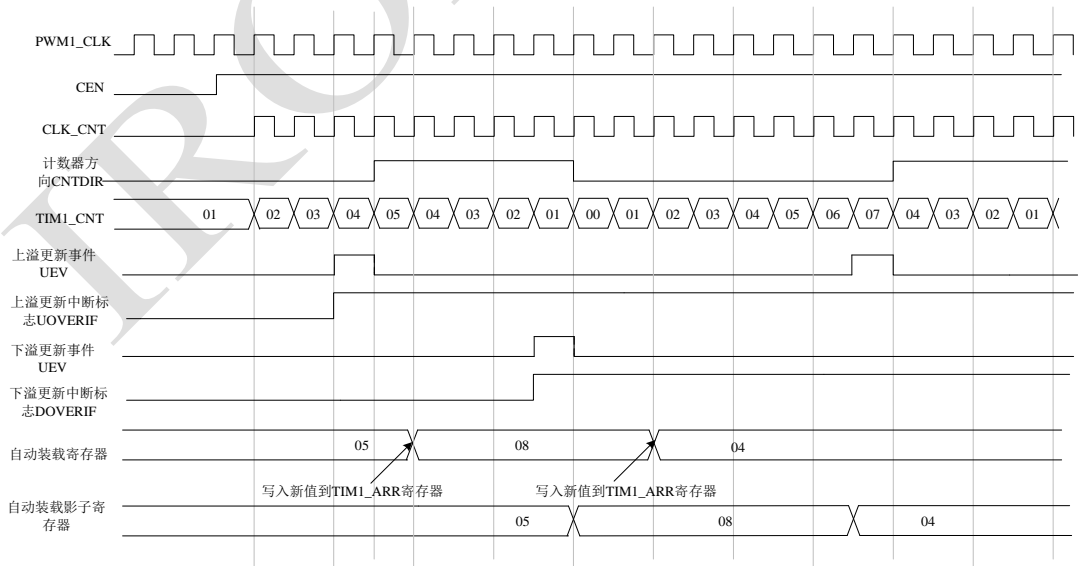 PWM1_CLK
CEN
CLK_CNT
计数器方
向CNTDIR
TIM1_CNT 01 02 03 04 05 04 03 02 01 00 01 02 03 04 05 06 07 04 03 02 01
上溢更新事件
UEV
上溢更新中断标
志UOVERIF
下溢更新事件
UEV
下溢更新中断标
志DOVERIF
自动装载寄存器 05 08 04
写入新值到TIM1_ARR寄存器 写入新值到TIM1_ARR寄存器
自动装载影子寄
存器 05 08 04